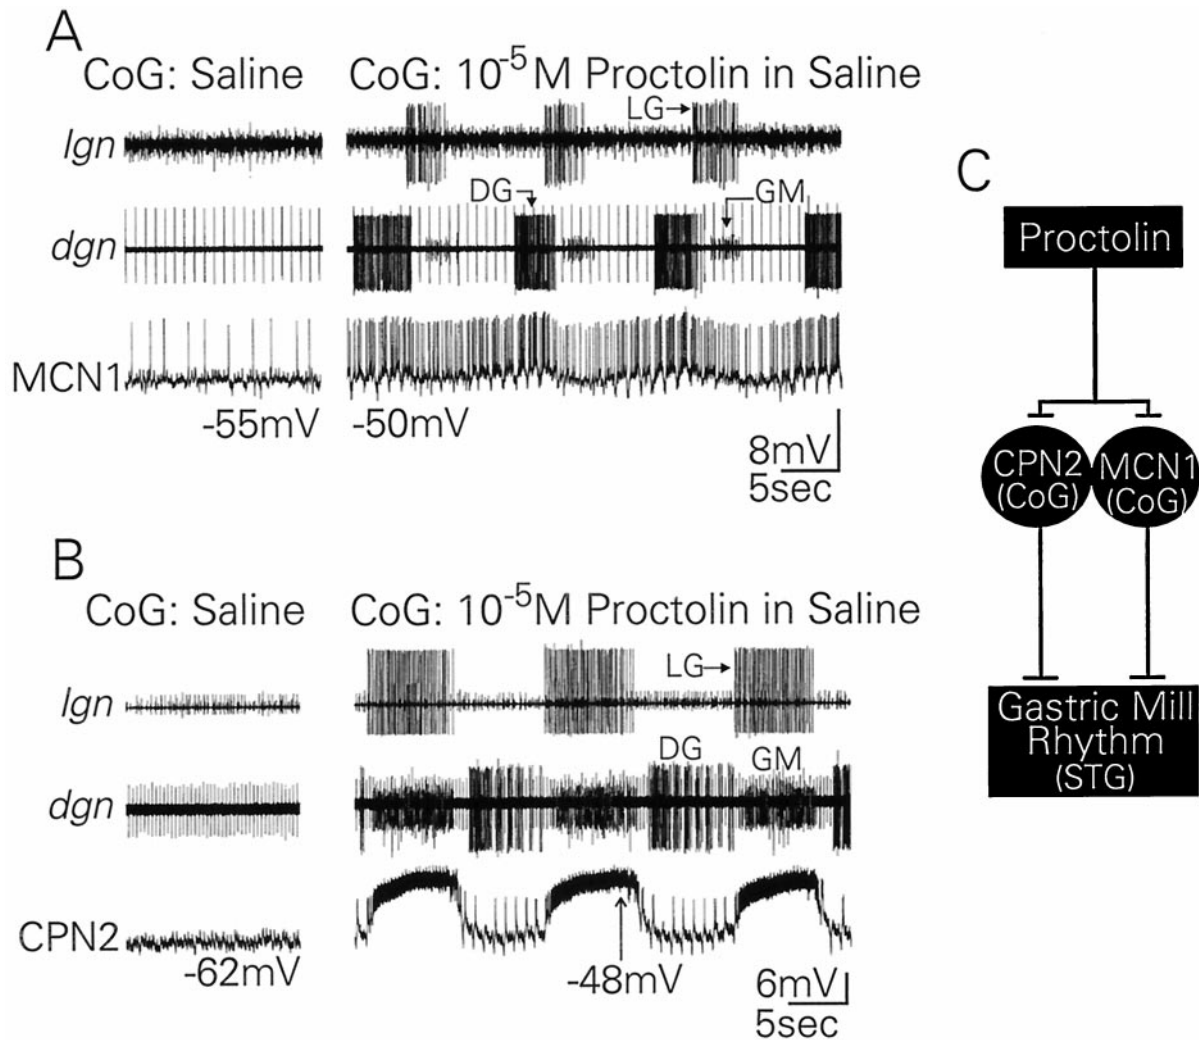 A
CoG: Saline
CoG: 10-5M Proctolin in Saline
lgn
LG
DG
GM
dgn
MCN1
-55mV
-50mV
8mV
5sec
B
CoG: Saline
CoG: 10-5M Proctolin in Saline
lgn
LG
DG
GM
dgn
CPN2
-62mV
-48mV
6mV
5sec
C
Proctolin
CPN2
(CoG)
MCN1
(CoG)
Gastric Mill
Rhythm
(STG)